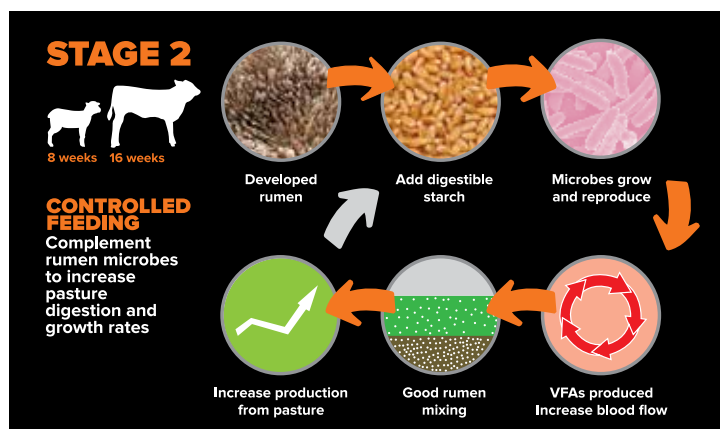 STAGE 2
8 weeks 16 weeks
CONTROLLED
FEEDING
Complement
rumen microbes
to increase
pasture
digestion and
growth rates
Developed
rumen
Add digestible
starch
Microbes grow
and reproduce
Increase production
from pasture
Good rumen
mixing
VFAs produced
Increase blood flow